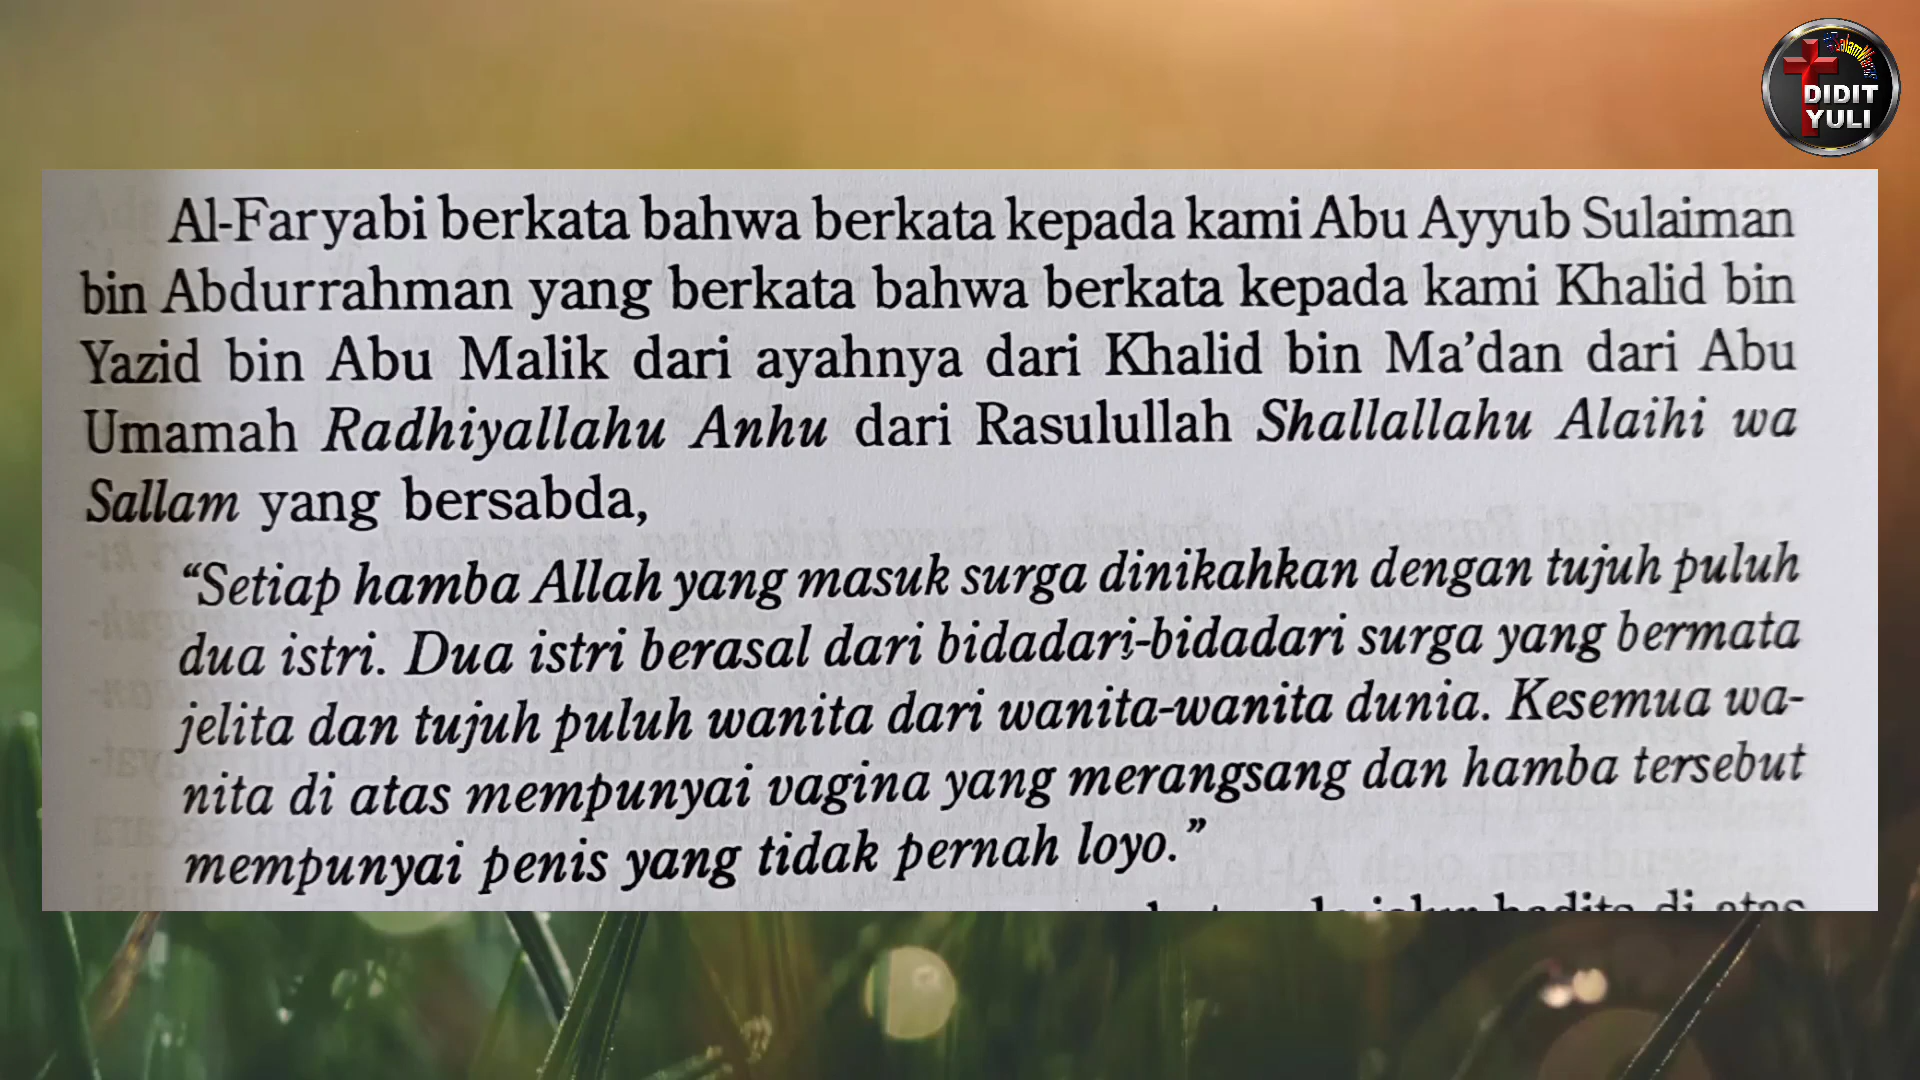 DIDIT
YULI
Al-Faryabi berkata bahwa berkata kepada kami Abu Ayyub Sulaiman
bin Abdurrahman yang berkata bahwa berkata kepada kami Khalid bin
Yazid bin Abu Malik dari ayahnya dari Khalid bin Ma’dan dari Abu
Umamah Radhiyallahu Anhu dari Rasulullah Shallallahu Alaihi wa
Sallam yang bersabda,
“Setiap hamba Allah yang masuk surga dinikahkan dengan tujuh puluh
dua istri. Dua istri berasal dari bidadari-bidadari surga yang bermata
jelita dan tujuh puluh wanita dari wanita-wanita dunia. Kesemua wa-
nita di atas mempunyai vagina yang merangsang dan hamba tersebut
mempunyai penis yang tidak pernah loyo.”
hadits di atas